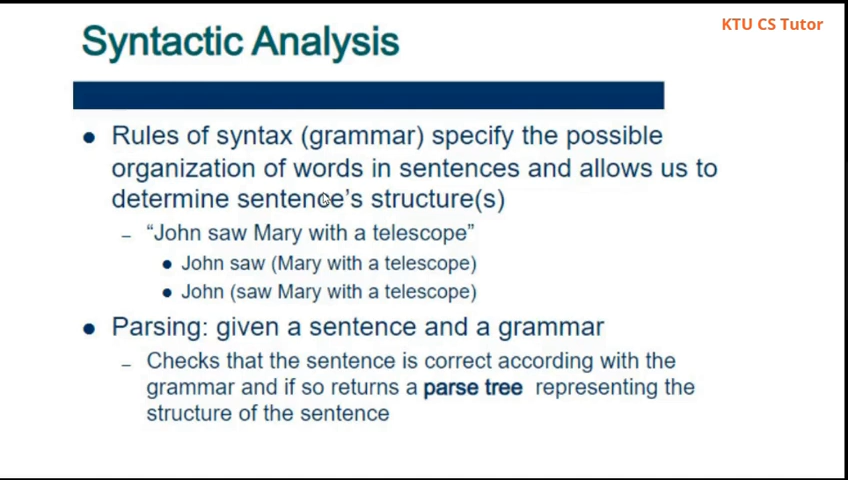 KTU CS Tutor
Syntactic Analysis
● Rules of syntax (grammar) specify the possible
organization of words in sentences and allows us to
determine sentence's structure(s)
– “John saw Mary with a telescope”
● John saw (Mary with a telescope)
● John (saw Mary with a telescope)
● Parsing: given a sentence and a grammar
– Checks that the sentence is correct according with the
grammar and if so returns a parse tree representing the
structure of the sentence